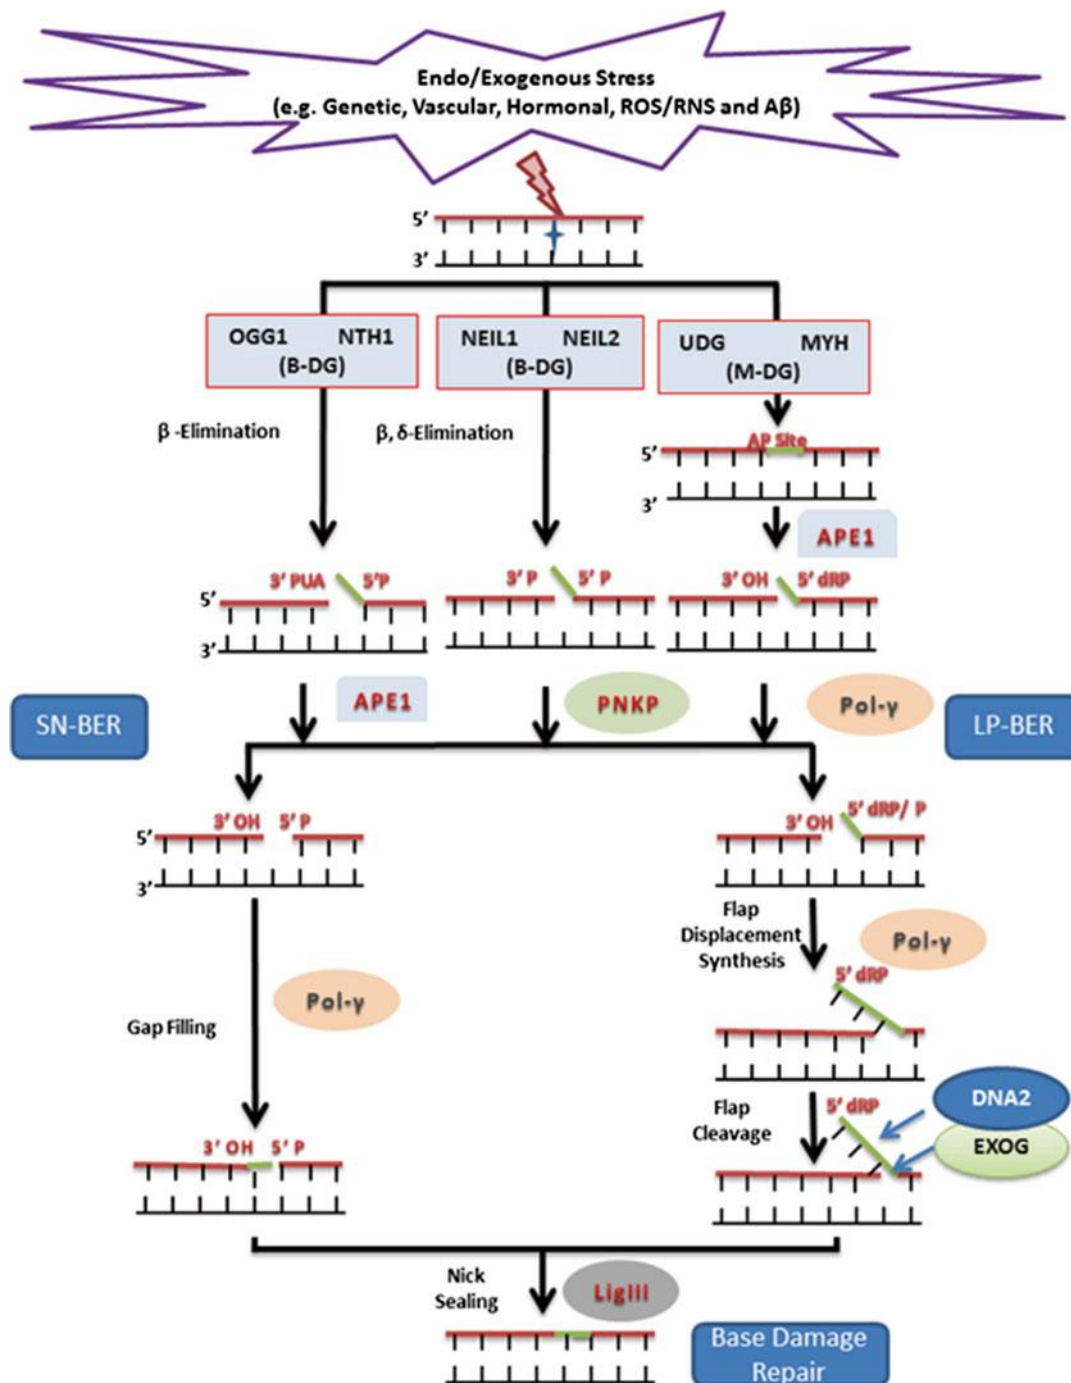 Endo/Exogenous Stress
(e.g. Genetic, Vascular, Hormonal, ROS/RNS and Aβ)
5’
3’
OGG1 NTH1
(B-DG)
NEIL1 NEIL2
(B-DG)
UDG MYH
(M-DG)
β -Elimination
β, δ-Elimination
AP Site
5’
3’
APE1
3’ PUA 5’P
5’
3’
3’ P 5’ P
3’ OH 5’ dRP
SN-BER
APE1
PNKP
Pol-γ
LP-BER
3’ OH 5’ P
5’
3’
5’ dRP/ P
3’ OH
Flap
Displacement
Synthesis
Pol-γ
5’ dRP
Pol-γ
Gap Filling
Flap
Cleavage
5’ dRP
DNA2
EXOG
3’ OH 5’ P
Nick
Sealing
LigIII
Base Damage
Repair